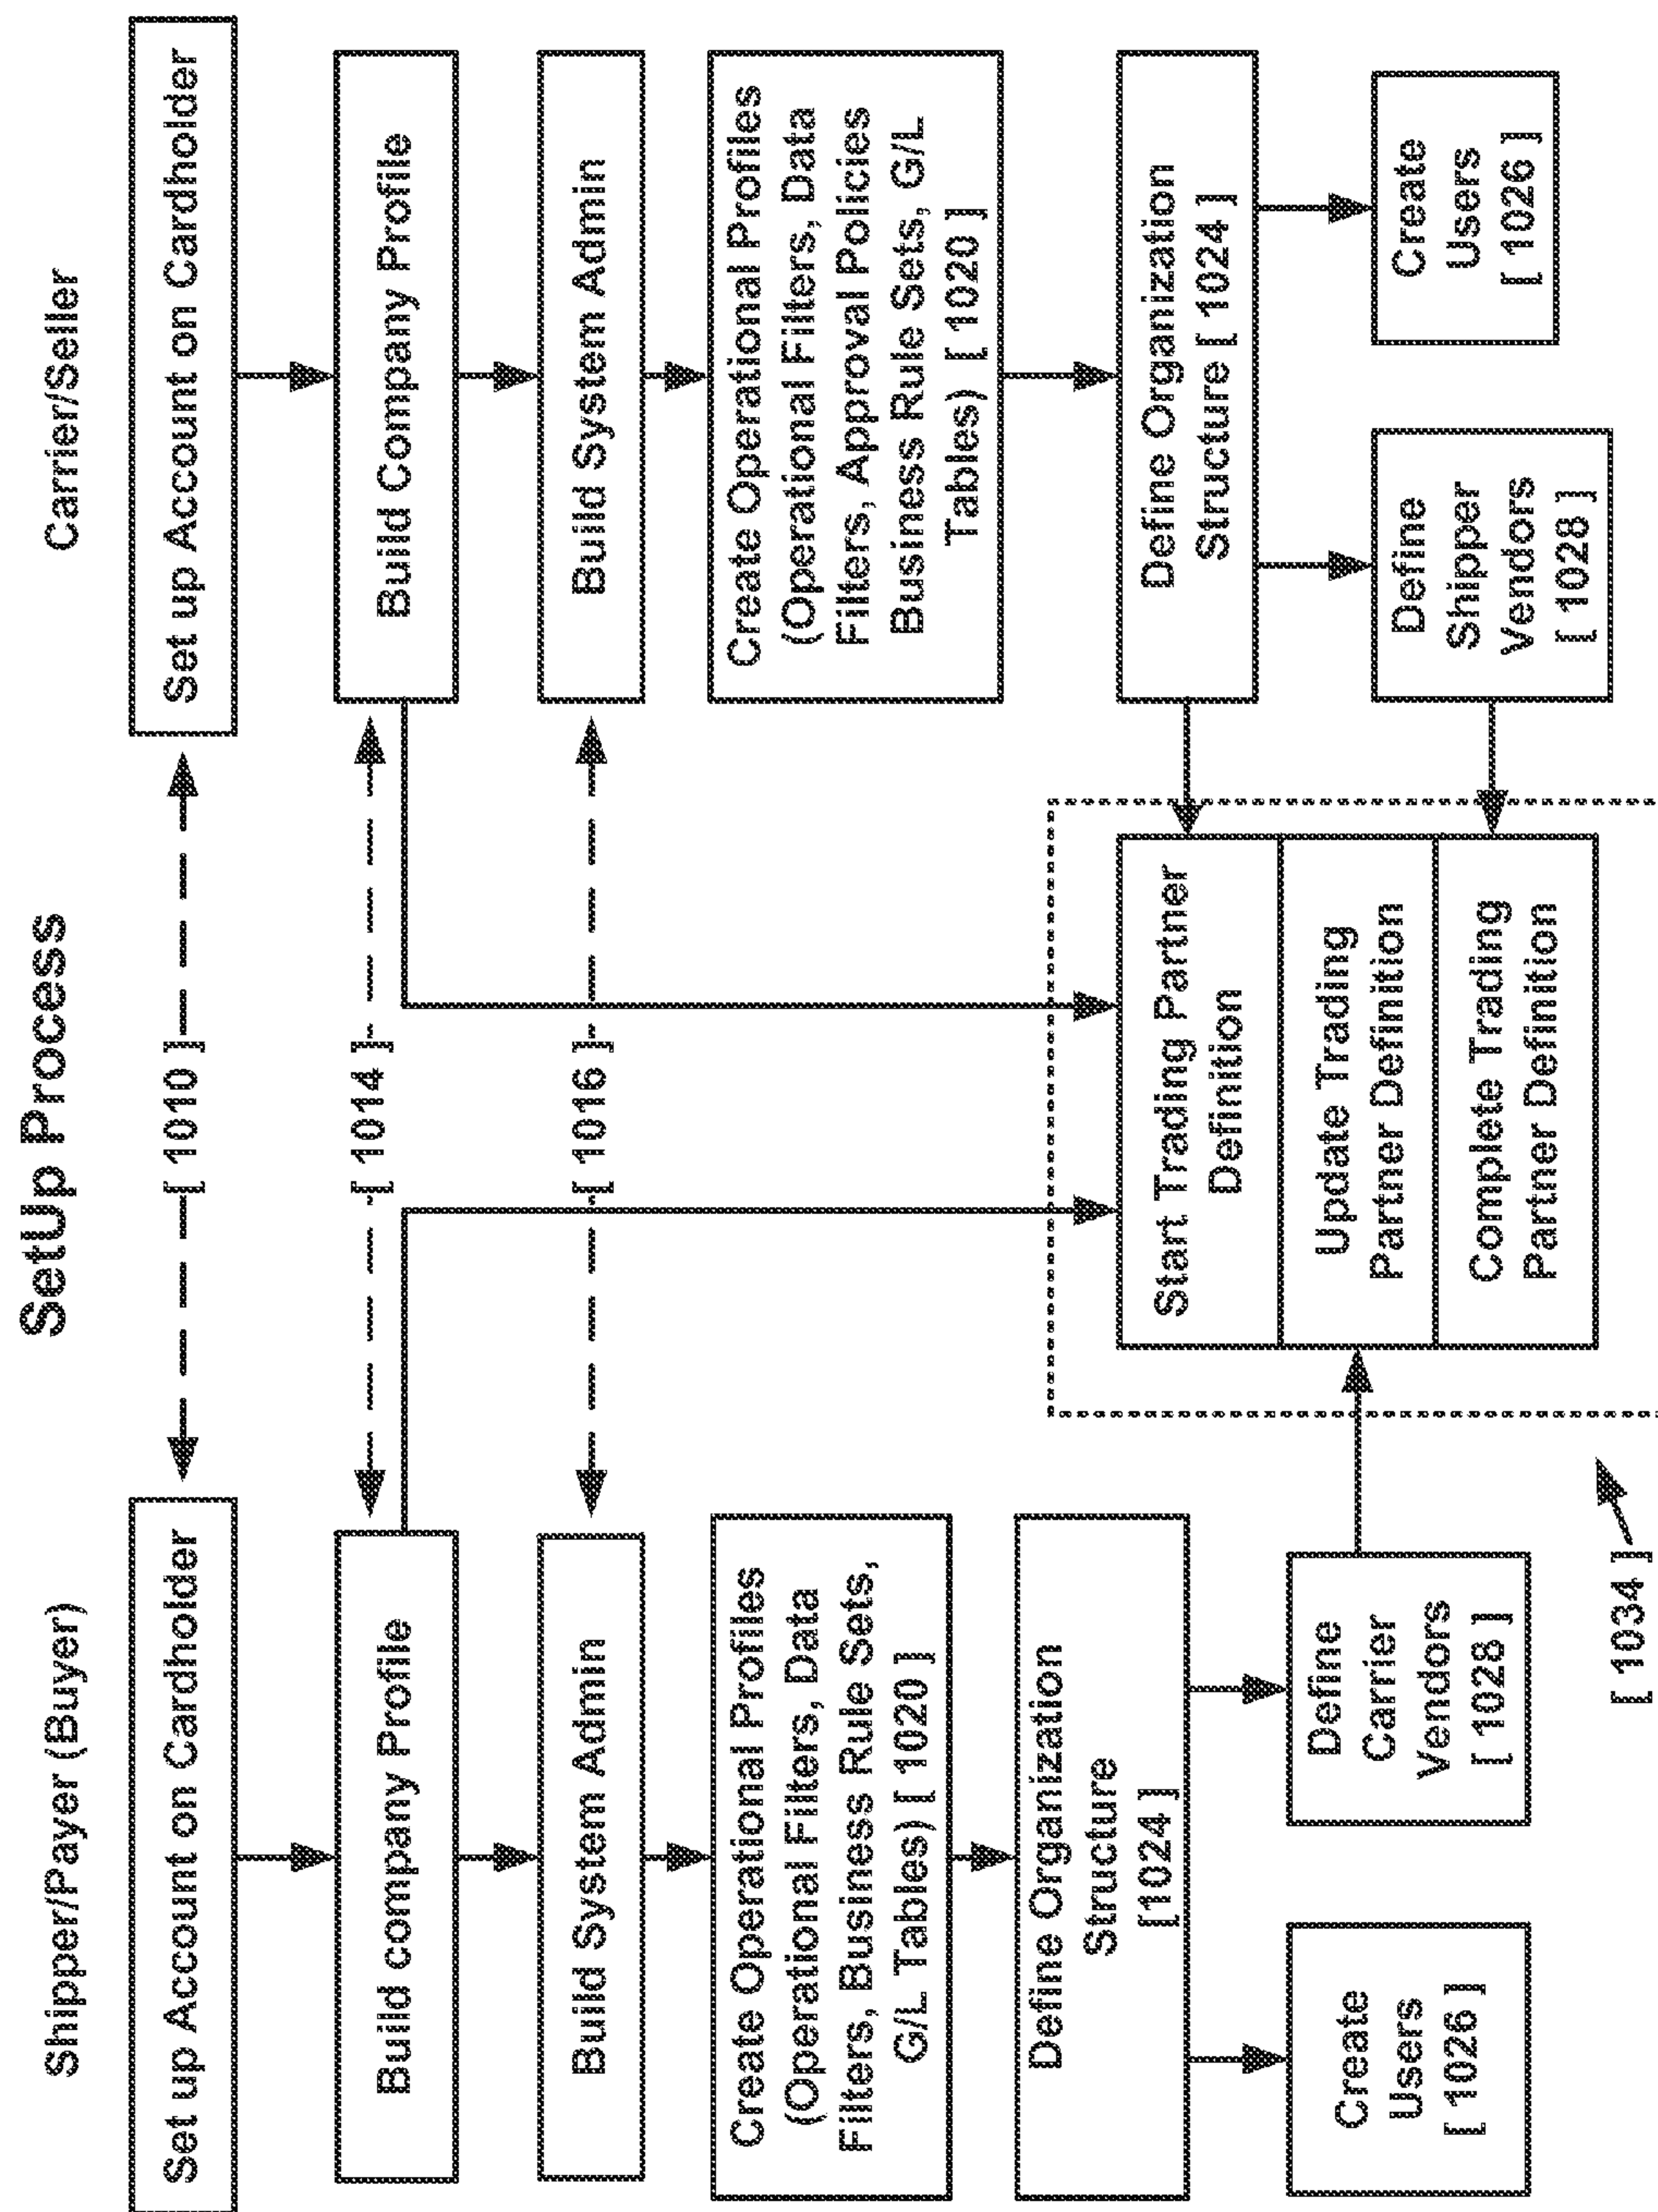 SetUp Process
Shipper/Payer (Buyer)
Carrier/Seller
Set up Account on Cardholder
[ 1010 ]
Set up Account on Cardholder
Build company Profile
[ 1014 ]
Build Company Profile
Build System Admin
[ 1016 ]
Build System Admin
Create Operational Profiles
(Operational Filters, Data
Filters, Business Rule Sets,
G/L Tables) [ 1020 ]
Create Operational Profiles
(Operational Filters, Data
Filters, Approval Policies
Business Rule Sets, G/L
Tables) [ 1020 ]
Define Organization
Structure
[1024 ]
Start Trading Partner
Definition
Define Organization
Structure [ 1024 ]
Create
Users
[ 1026 ]
Define
Carrier
Vendors
[ 1028 ]
Update Trading
Partner Definition
Complete Trading
Partner Definition
Define
Shipper
Vendors
[ 1028 ]
Create
Users
[ 1026 ]
[ 1034 ]